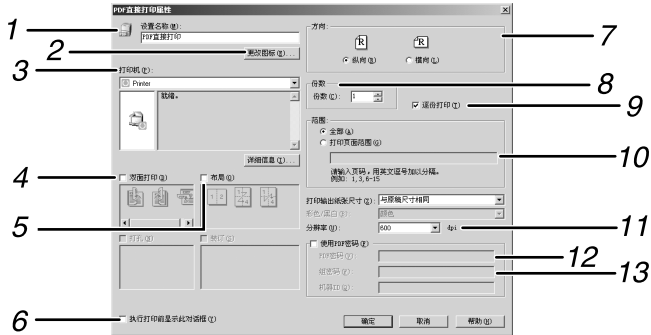 PDF直接打印属性
1
设置名称(M):
PDF直接打印
2
更改图标(H)...
3
打印机(P):
Printer
就绪。
详细信息(I)...
4
双面打印(D)
5
布局(O)
打孔(N)
装订(Z)
6
执行打印前显示此对话框(Y)
方向:
纵向(R)
横向(L)
7
份数
份数(C):
1
8
逐份打印(T)
9
范围:
全部(A)
打印页面范围(G)
10
请输入页码，用英文逗号加以分隔。
例如: 1,3,6-15
打印输出纸张尺寸(S):
与原稿尺寸相同
彩色/黑白(B):
颜色
分辨率(U):
600
dpi
11
使用PDF密码(F)
PDF密码(V)
12
组密码(E)
13
机器ID(Q)
确定
取消
帮助(H)